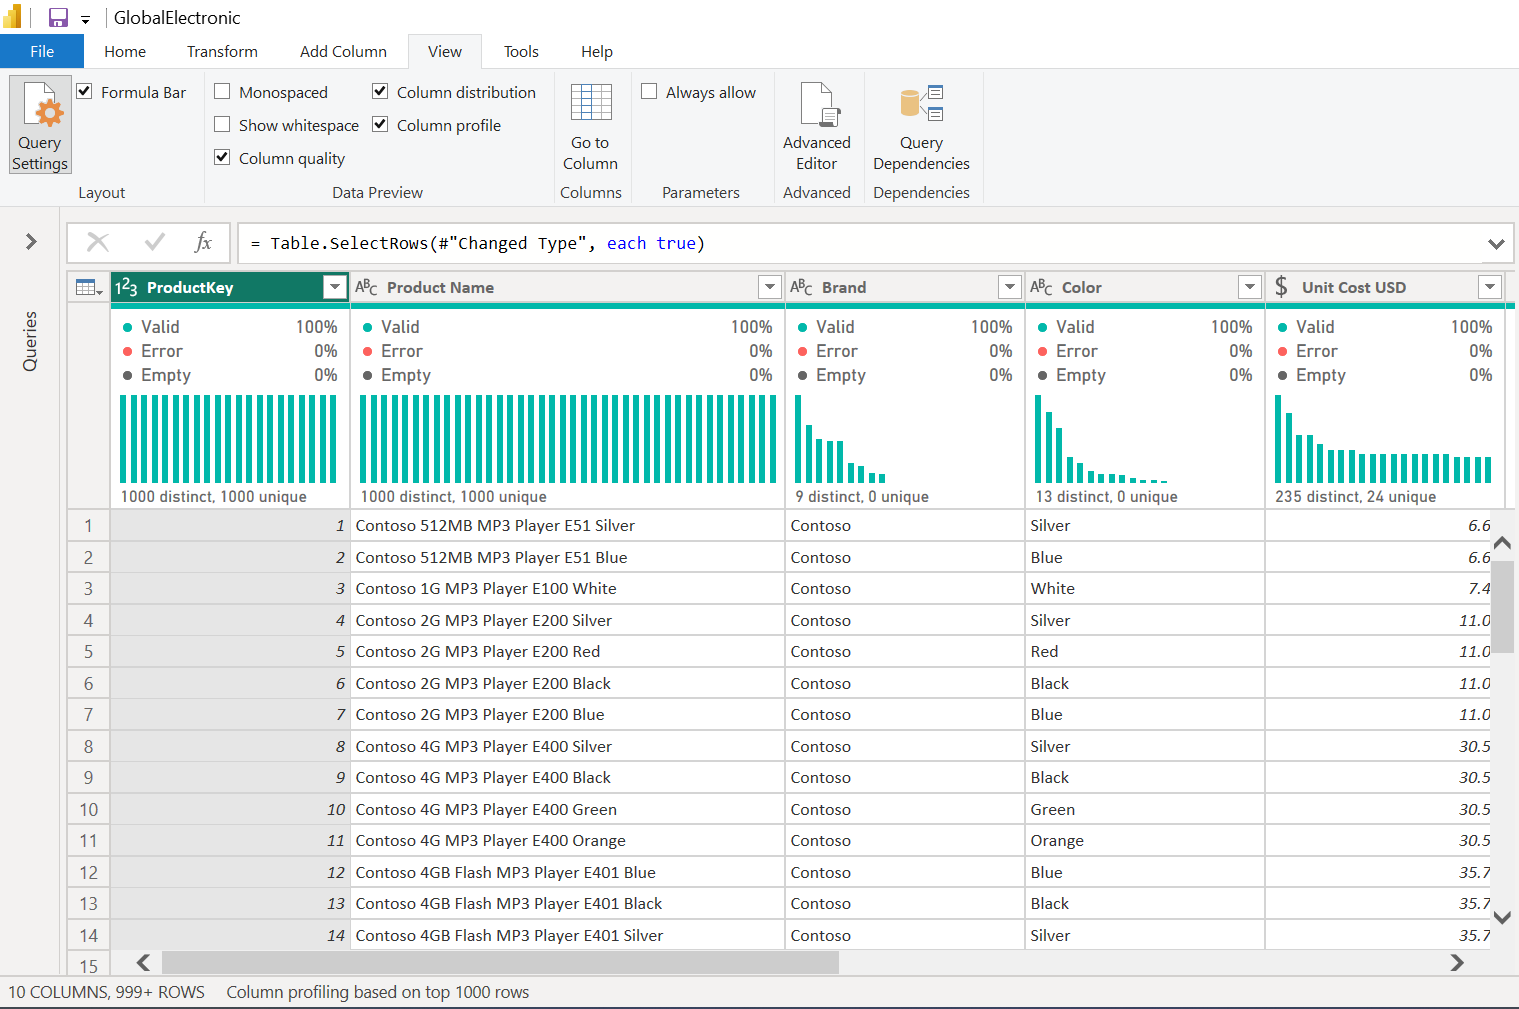 GlobalElectronic
File Home Transform Add Column View Tools Help
Formula Bar Monospaced Column distribution Always allow
Show whitespace Column profile
Column quality
Query Settings Go to Column Advanced Editor Query Dependencies
Layout Data Preview Columns Parameters Advanced Dependencies
fx = Table.SelectRows(#"Changed Type", each true)
Queries
123 ProductKey ABC Product Name ABC Brand ABC Color $ Unit Cost USD
Valid 100% Valid 100% Valid 100% Valid 100% Valid 100%
Error 0% Error 0% Error 0% Error 0% Error 0%
Empty 0% Empty 0% Empty 0% Empty 0% Empty 0%
1000 distinct, 1000 unique 1000 distinct, 1000 unique 9 distinct, 0 unique 13 distinct, 0 unique 235 distinct, 24 unique
1 1 Contoso 512MB MP3 Player E51 Silver Contoso Silver 6.6
2 2 Contoso 512MB MP3 Player E51 Blue Contoso Blue 6.6
3 3 Contoso 1G MP3 Player E100 White Contoso White 7.4
4 4 Contoso 2G MP3 Player E200 Silver Contoso Silver 11.0
5 5 Contoso 2G MP3 Player E200 Red Contoso Red 11.0
6 6 Contoso 2G MP3 Player E200 Black Contoso Black 11.0
7 7 Contoso 2G MP3 Player E200 Blue Contoso Blue 11.0
8 8 Contoso 4G MP3 Player E400 Silver Contoso Silver 30.5
9 9 Contoso 4G MP3 Player E400 Black Contoso Black 30.5
10 10 Contoso 4G MP3 Player E400 Green Contoso Green 30.5
11 11 Contoso 4G MP3 Player E400 Orange Contoso Orange 30.5
12 12 Contoso 4GB Flash MP3 Player E401 Blue Contoso Blue 35.7
13 13 Contoso 4GB Flash MP3 Player E401 Black Contoso Black 35.7
14 14 Contoso 4GB Flash MP3 Player E401 Silver Contoso Silver 35.7
15
10 COLUMNS, 999+ ROWS Column profiling based on top 1000 rows